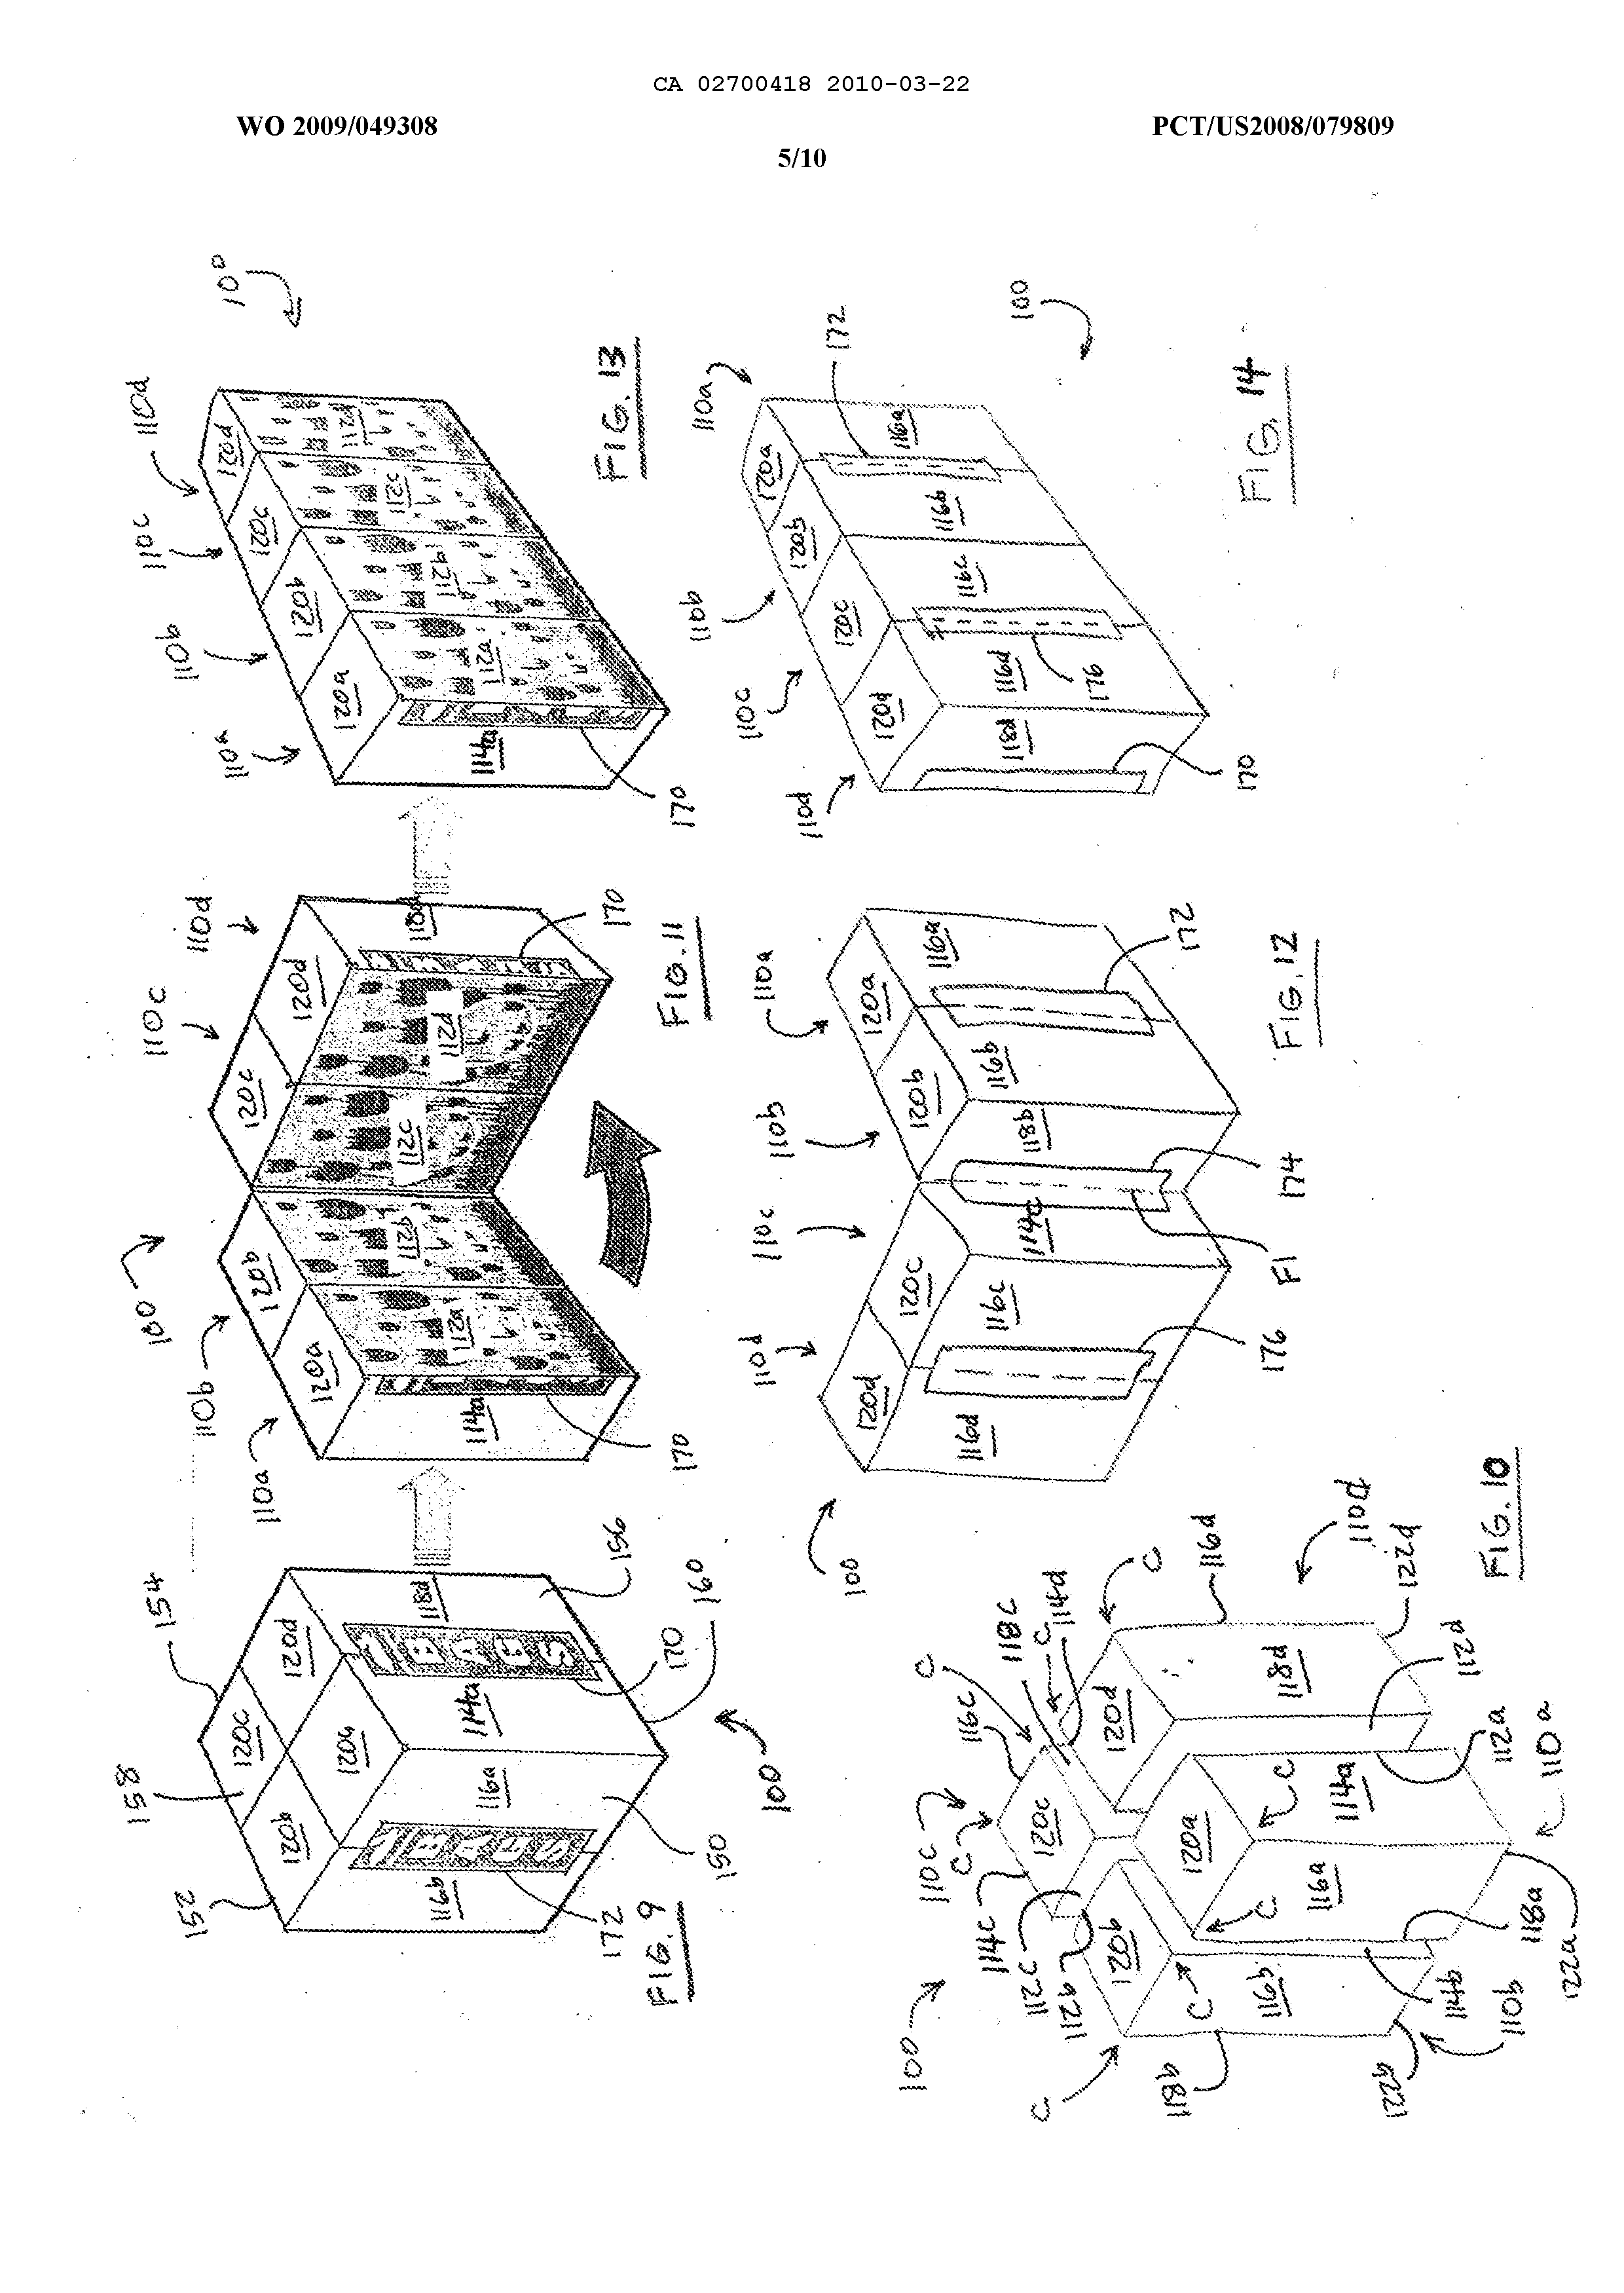 CA 02700418 2010-03-22
WO 2009/049308
PCT/US2008/079809
5/10
100
154
158
152
120c
120d
120b
120a
118d
116a
114a
116b
156
160
170
172
150
100
FIG. 9
100
110c
110d
110b
110a
120c
120d
120b
120a
112d
112c
112b
112a
114a
170
170
FIG. 11
100
110d
110c
110b
110a
120d
120c
120b
120a
112d
112c
112b
112a
114a
170
FIG. 13
100
110c
C
116c
C
118c
C
114d
C
116d
110d
122d
C
114c
112c
112b
120c
120d
120b
120a
118d
112d
112a
C
114a
110a
116a
C
118a
122a
C
116b
114b
110b
C
118b
122b
FIG. 10
100
110d
110c
110b
110a
120d
120c
120b
120a
116d
116c
114c
118b
116b
116a
176
F1
174
172
FIG. 12
110d
110c
110b
110a
172
100
120d
120c
120b
120a
118d
116d
116c
116b
116a
170
176
FIG. 14